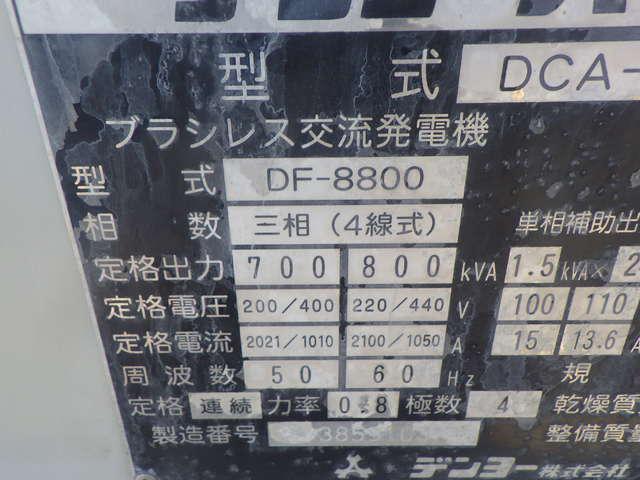 型 式 DCA-
ブラシレス交流発電機
型 式 DF-8800
相 数 三相 (4線式) 単相補助出
定格出力 700 800 kVA 1.5 kVA× 2
定格電圧 200/400 220/440 V 100 110
定格電流 2021/1010 2100/1050 A 15 13.6 A
周波数 50 60 Hz 規
定格 連続 力率 0.8 極数 4 乾燥質
製造番号 整備質量
デンヨー株式会社